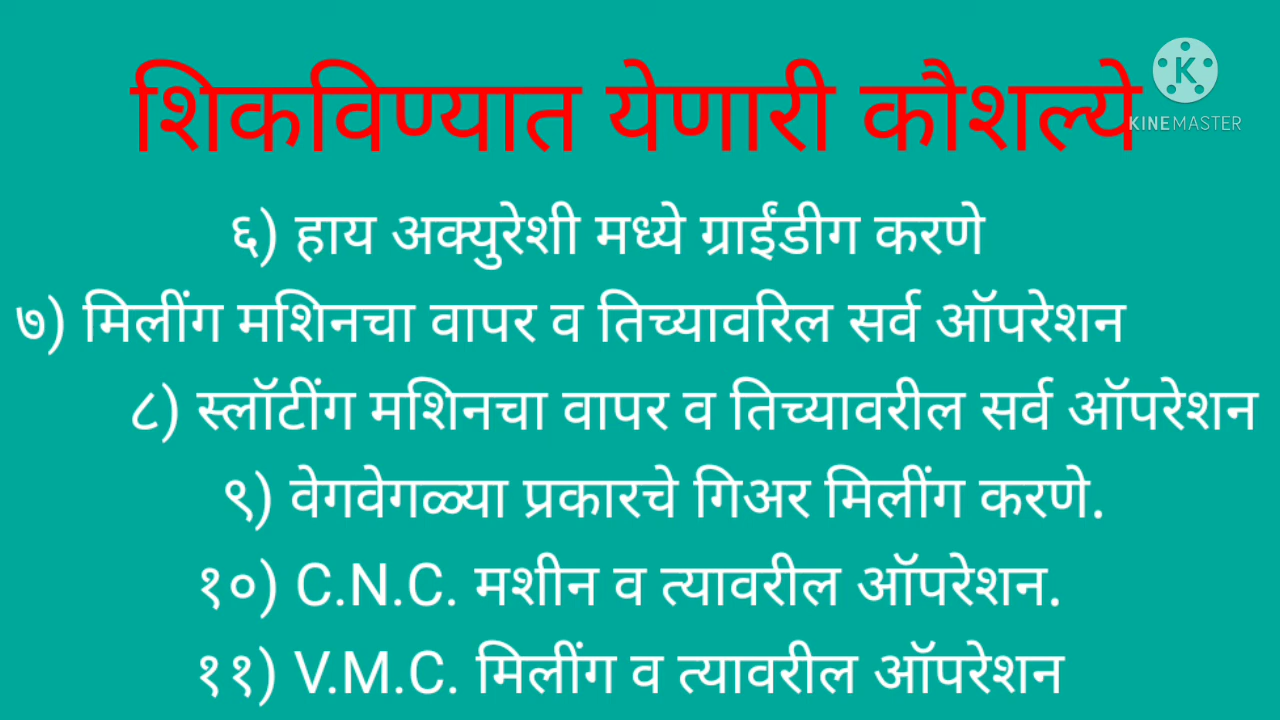 शिकविण्यात येणारी कौशल्ये
K
KINEMASTER
६) हाय अक्युरेशी मध्ये ग्राईंडीग करणे
७) मिलींग मशिनचा वापर व तिच्यावरिल सर्व ऑपरेशन
८) स्लॉटींग मशिनचा वापर व तिच्यावरील सर्व ऑपरेशन
९) वेगवेगळ्या प्रकारचे गिअर मिलींग करणे.
१०) C.N.C. मशीन व त्यावरील ऑपरेशन.
११) V.M.C. मिलींग व त्यावरील ऑपरेशन